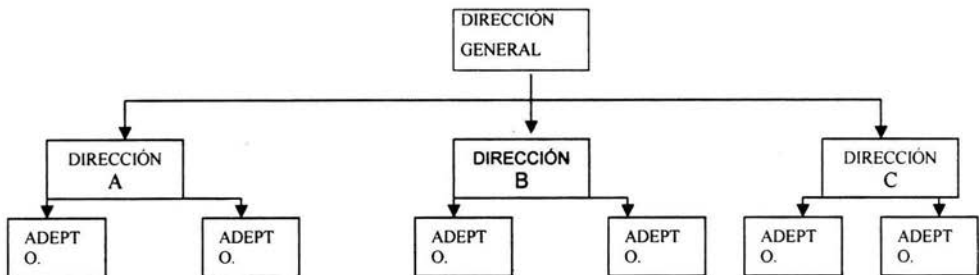 DIRECCIÓN
GENERAL
DIRECCIÓN
A
DIRECCIÓN
B
DIRECCIÓN
C
ADEPT
O.
ADEPT
O.
ADEPT
O.
ADEPT
O.
ADEPT
O.
ADEPT
O.